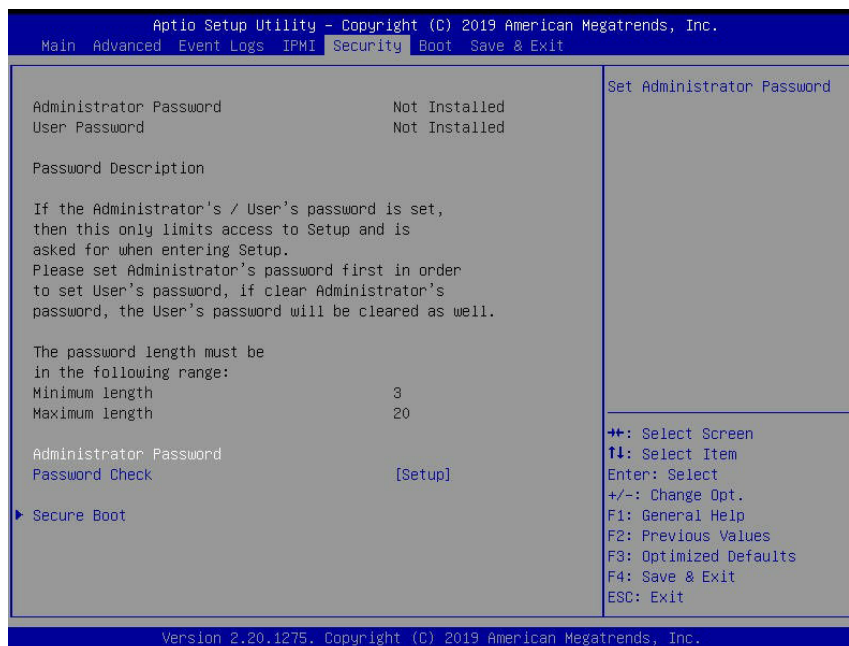 Aptio Setup Utility – Copyright (C) 2019 American Megatrends, Inc.
Main Advanced Event Logs IPMI Security Boot Save & Exit
Administrator Password Not Installed
User Password Not Installed
Password Description
If the Administrator's / User's password is set,
then this only limits access to Setup and is
asked for when entering Setup.
Please set Administrator's password first in order
to set User's password, if clear Administrator's
password, the User's password will be cleared as well.
The password length must be
in the following range:
Minimum length 3
Maximum length 20
Administrator Password
Password Check [Setup]
Secure Boot
Set Administrator Password
→←: Select Screen
↑↓: Select Item
Enter: Select
+/-: Change Opt.
F1: General Help
F2: Previous Values
F3: Optimized Defaults
F4: Save & Exit
ESC: Exit
Version 2.20.1275. Copyright (C) 2019 American Megatrends, Inc.